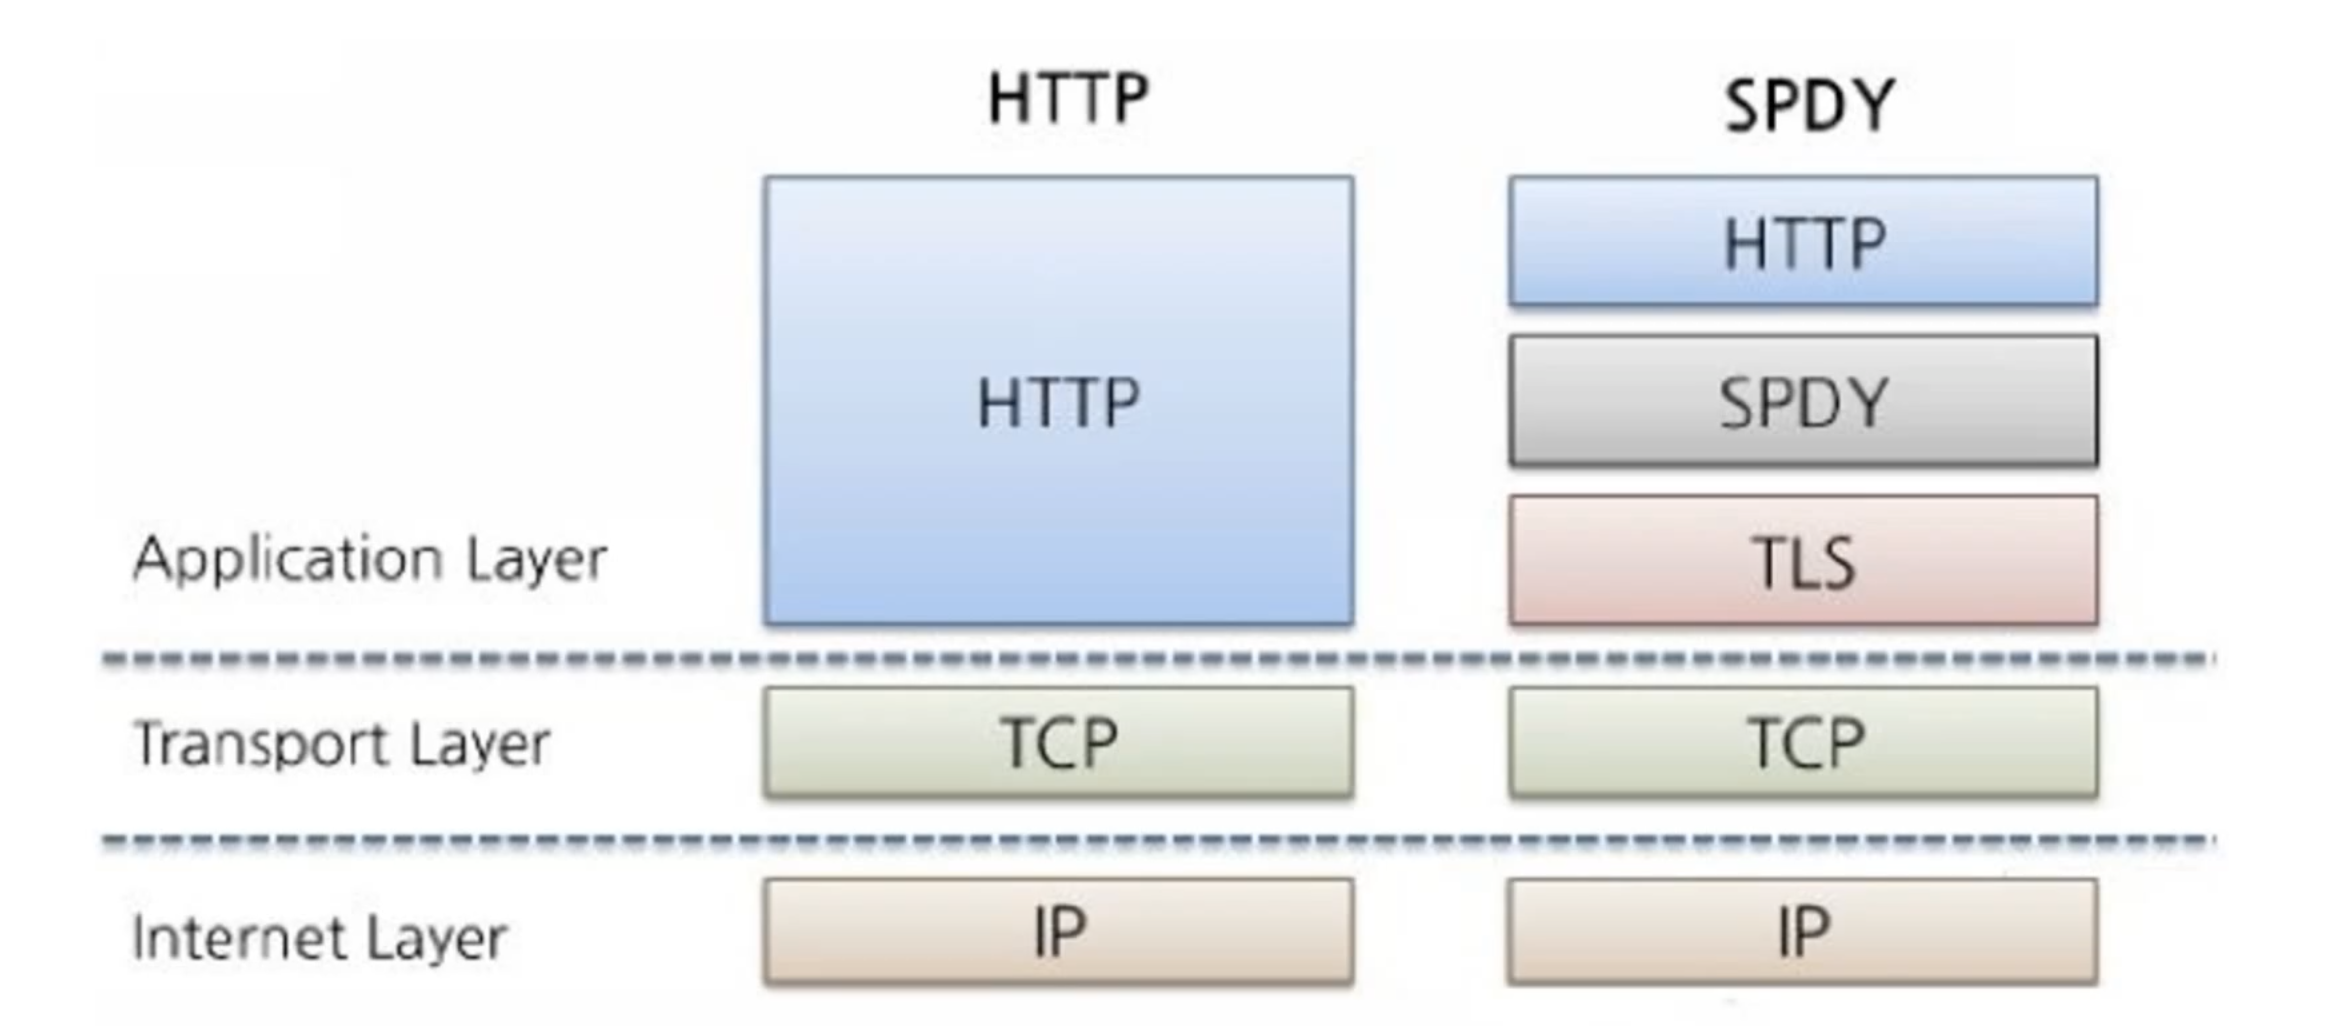 HTTP
SPDY
HTTP
HTTP
SPDY
TLS
Application Layer
Transport Layer
TCP
TCP
Internet Layer
IP
IP